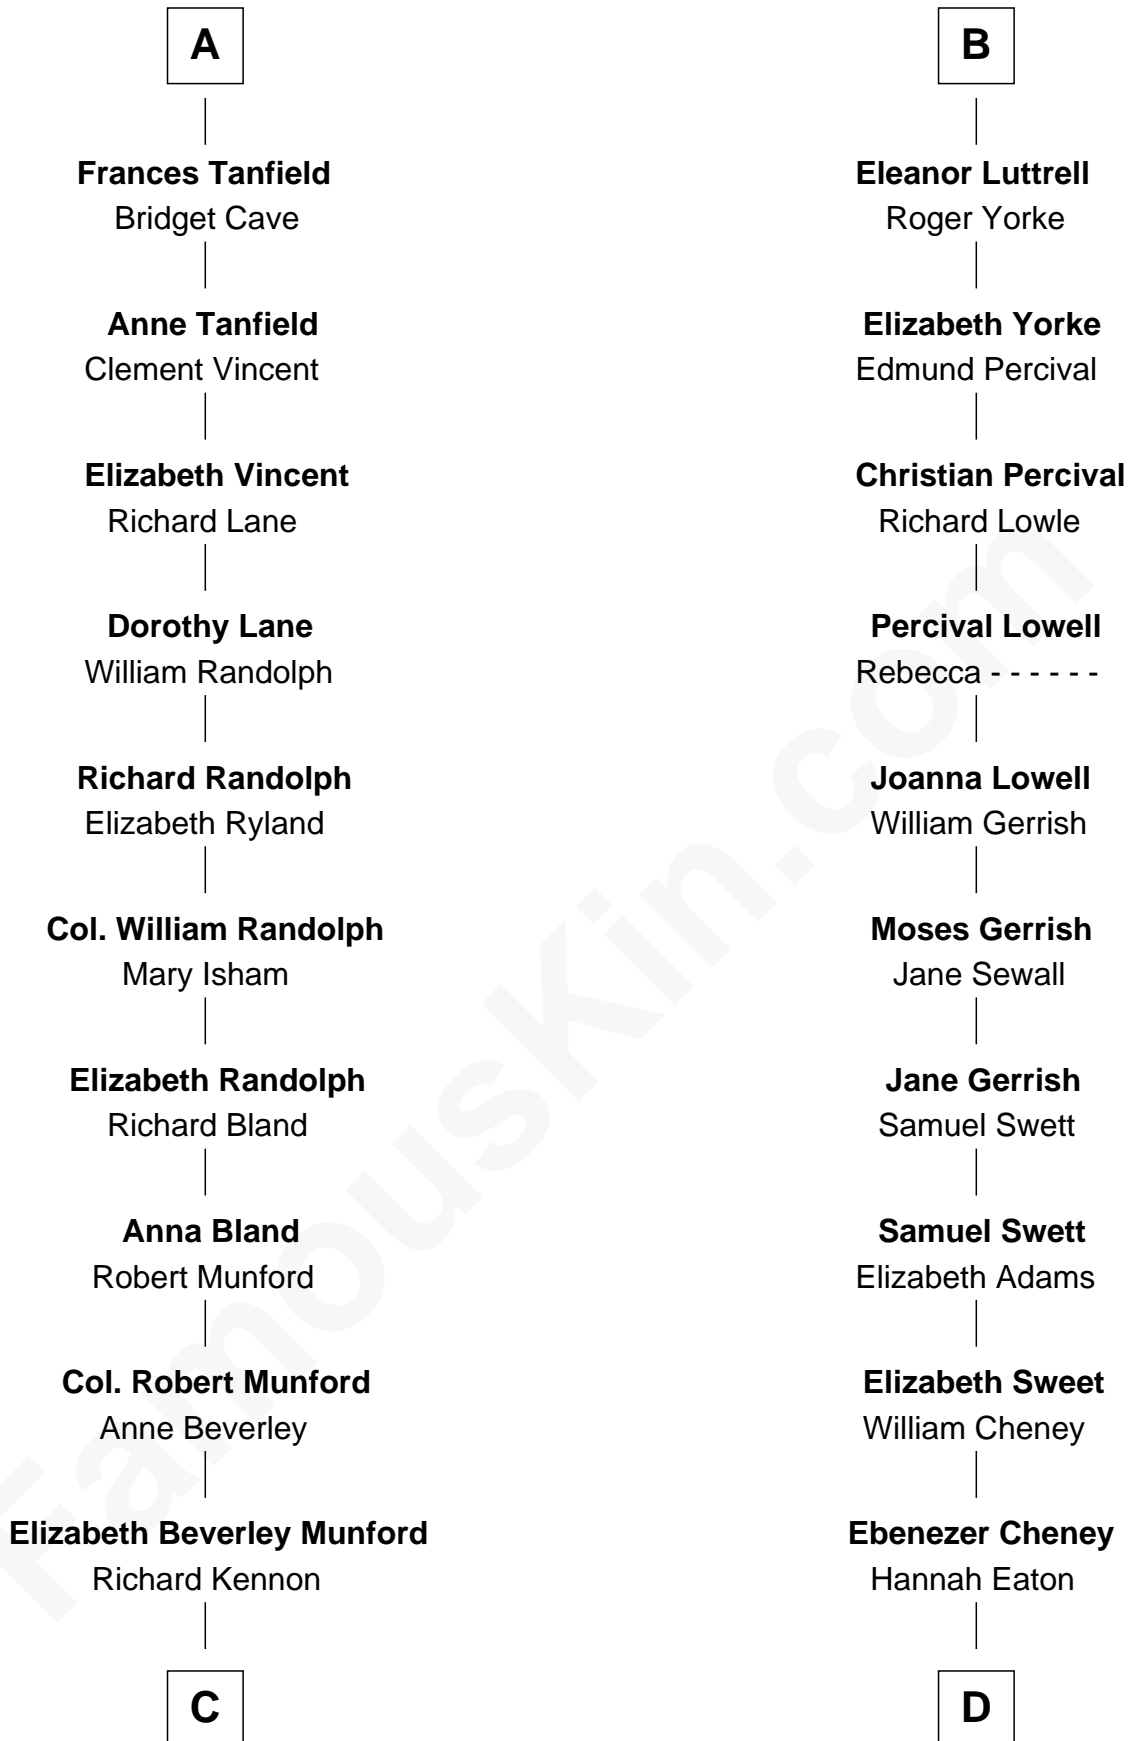 A
Frances Tanfield
Bridget Cave
Anne Tanfield
Clement Vincent
Elizabeth Vincent
Richard Lane
Dorothy Lane
William Randolph
Richard Randolph
Elizabeth Ryland
Col. William Randolph
Mary Isham
Elizabeth Randolph
Richard Bland
Anna Bland
Robert Munford
Col. Robert Munford
Anne Beverley
Elizabeth Beverley Munford
Richard Kennon
C
B
Eleanor Luttrell
Roger Yorke
Elizabeth Yorke
Edmund Percival
Christian Percival
Richard Lowle
Percival Lowell
Rebecca - - - - - -
Joanna Lowell
William Gerrish
Moses Gerrish
Jane Sewall
Jane Gerrish
Samuel Swett
Samuel Swett
Elizabeth Adams
Elizabeth Sweet
William Cheney
Ebenezer Cheney
Hannah Eaton
D
FamousKin.com